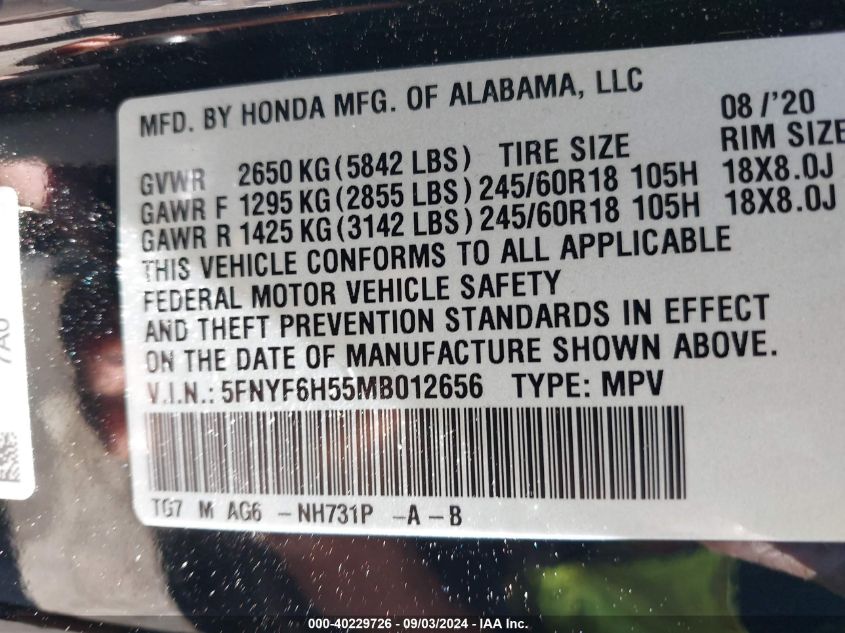 MFD. BY HONDA MFG. OF ALABAMA, LLC 08 /'20
GVWR 2650 KG (5842 LBS) TIRE SIZE RIM SIZE
GAWR F 1295 KG (2855 LBS) 245/60R18 105H 18X8.0J
GAWR R 1425 KG (3142 LBS) 245/60R18 105H 18X8.0J
THIS VEHICLE CONFORMS TO ALL APPLICABLE
FEDERAL MOTOR VEHICLE SAFETY
AND THEFT PREVENTION STANDARDS IN EFFECT
ON THE DATE OF MANUFACTURE SHOWN ABOVE.
V.I.N.: 5FNYF6H55MB012656 TYPE: MPV
TG7 M AG6 – NH731P – A – B
000-40229726 - 09/03/2024 - IAA Inc.